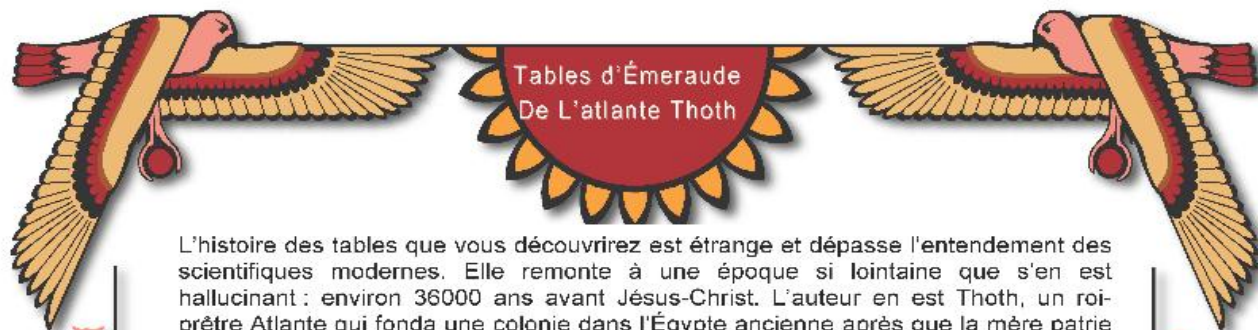 Tables d'Émeraude
De L'atlante Thoth
L'histoire des tables que vous découvrirez est étrange et dépasse l'entendement des
scientifiques modernes. Elle remonte à une époque si lointaine que s'en est
hallucinant : environ 36000 ans avant Jésus-Christ. L'auteur en est Thoth, un roi-
prêtre Atlante qui fonda une colonie dans l'Égypte ancienne après que la mère patrie